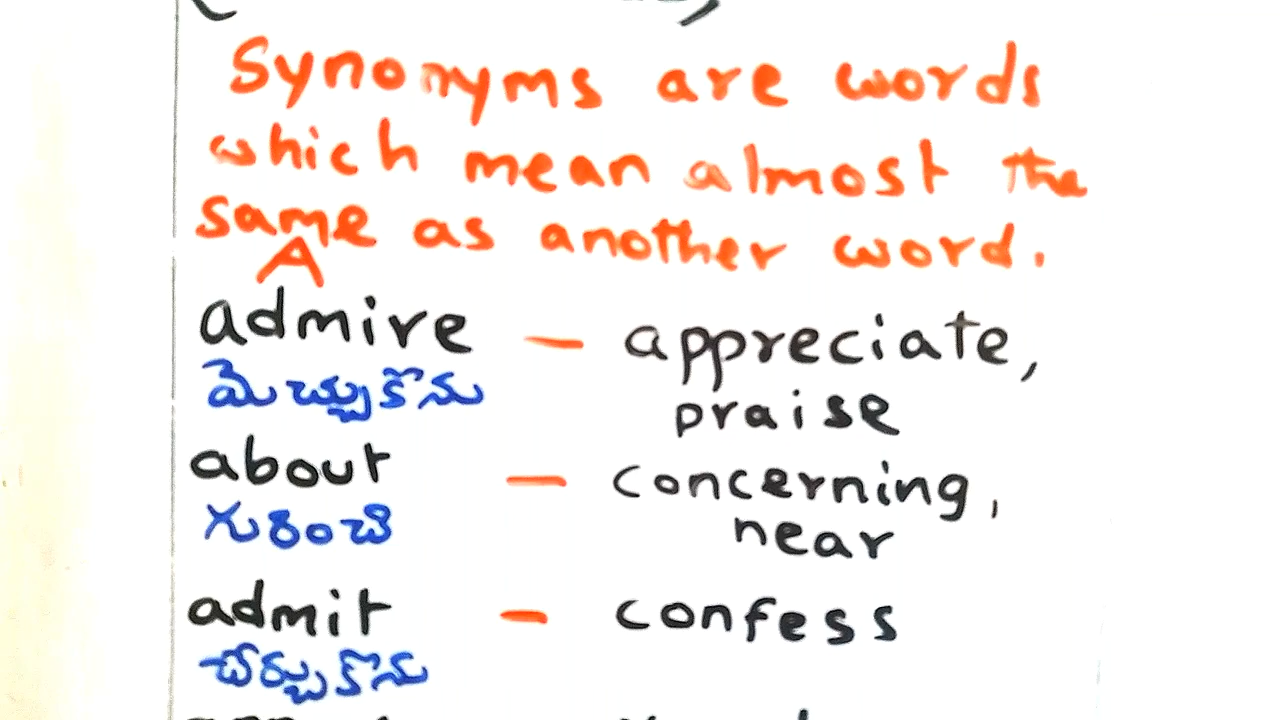 Synonyms are words
which mean almost the
same as another word.
A
admire – appreciate,
మెచ్చుకొను praise
about – concerning,
గురించి near
admit – confess
చేర్చుకొను